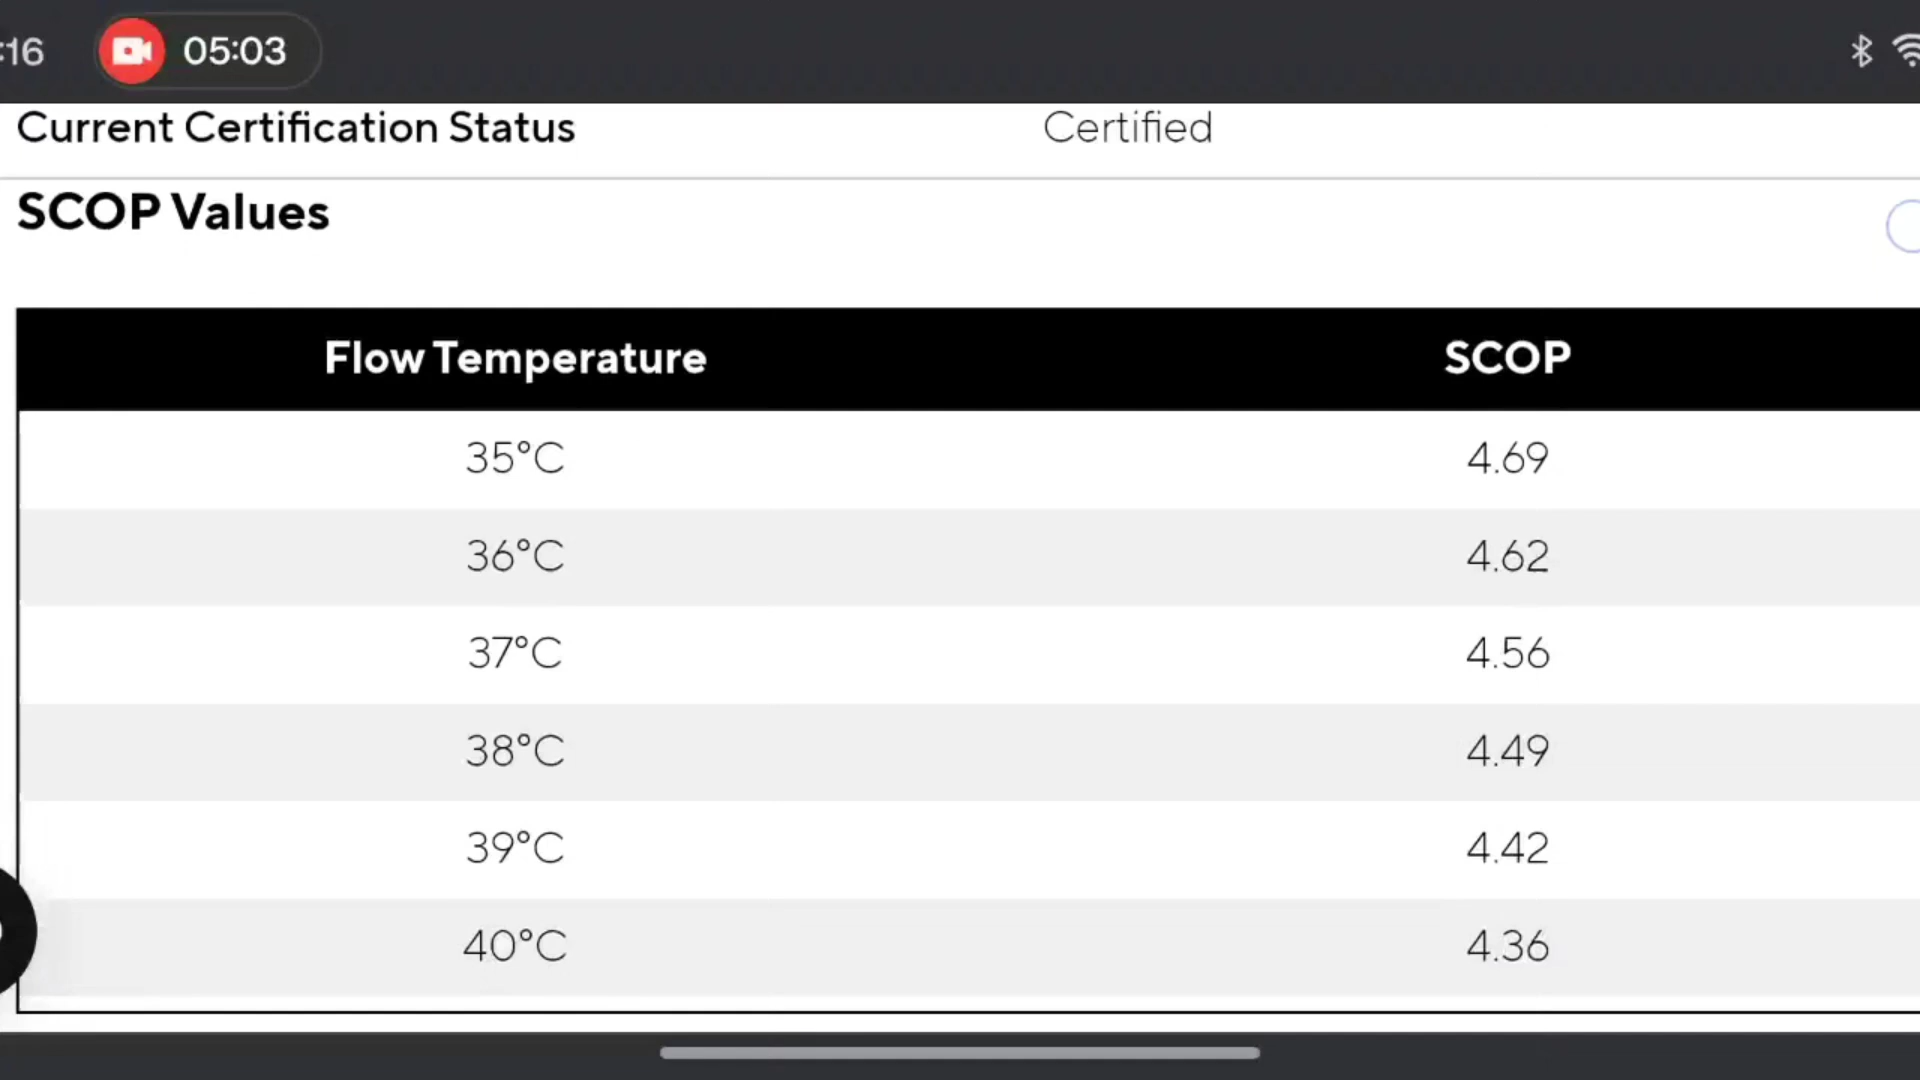 :16 05:03
Current Certification Status Certified
SCOP Values
Flow Temperature SCOP
35°C 4.69
36°C 4.62
37°C 4.56
38°C 4.49
39°C 4.42
40°C 4.36